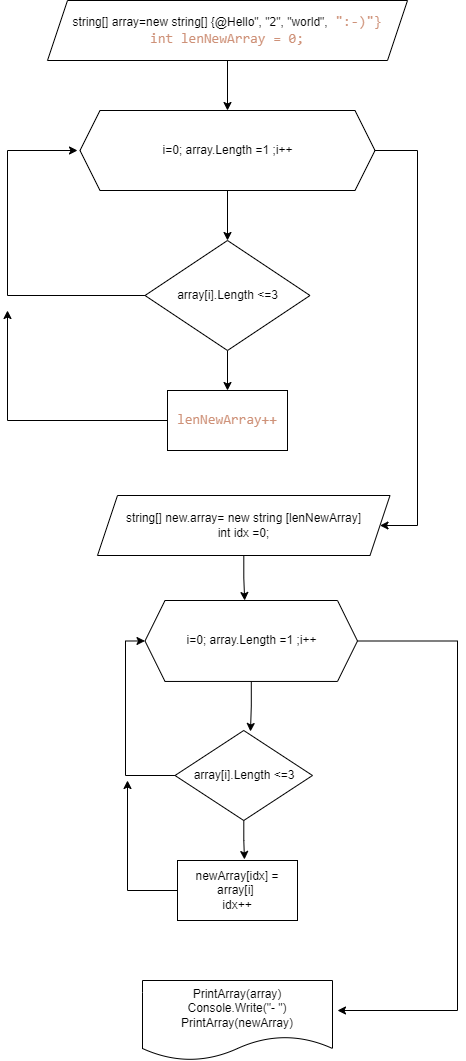 string[] array=new string[] {@Hello", "2", "world", ":-)"}
int lenNewArray = 0;
i=0; array.Length =1 ;i++
array[i].Length <=3
lenNewArray++
string[] new.array= new string [lenNewArray]
int idx =0;
i=0; array.Length =1 ;i++
array[i].Length <=3
newArray[idx] =
array[i]
idx++
PrintArray(array)
Console.Write("- ")
PrintArray(newArray)